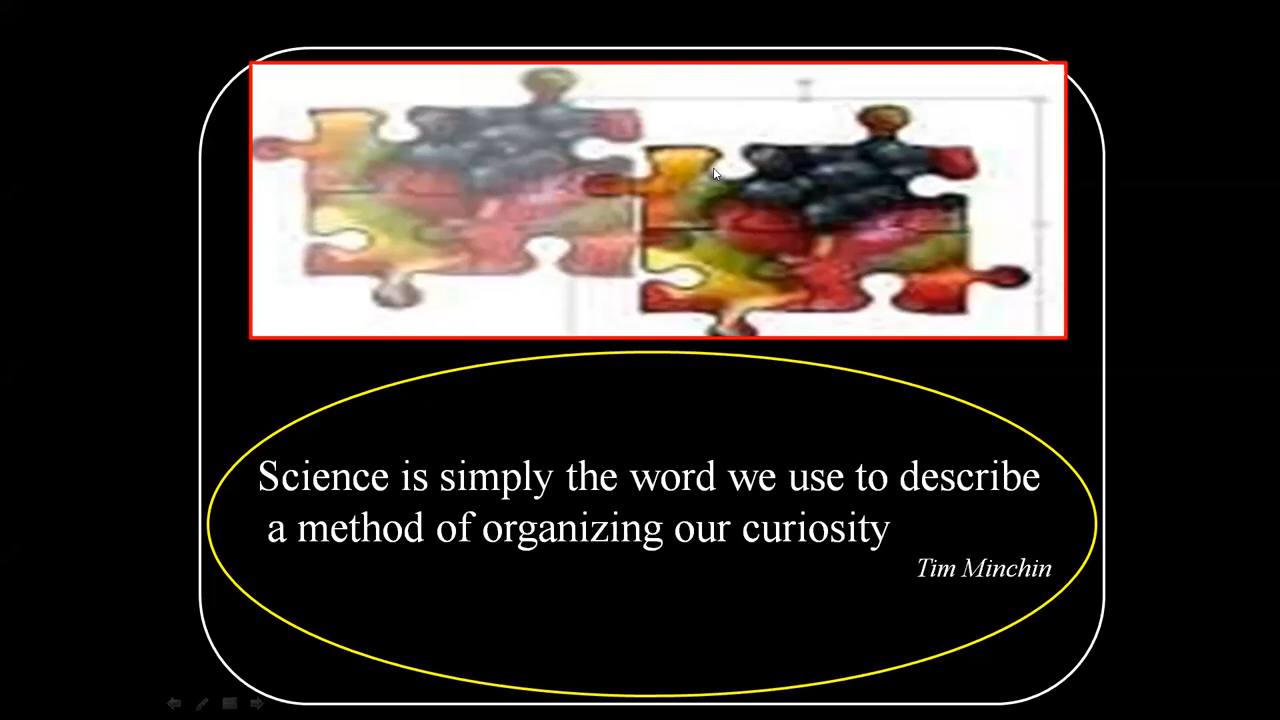 Science is simply the word we use to describe
a method of organizing our curiosity
Tim Minchin